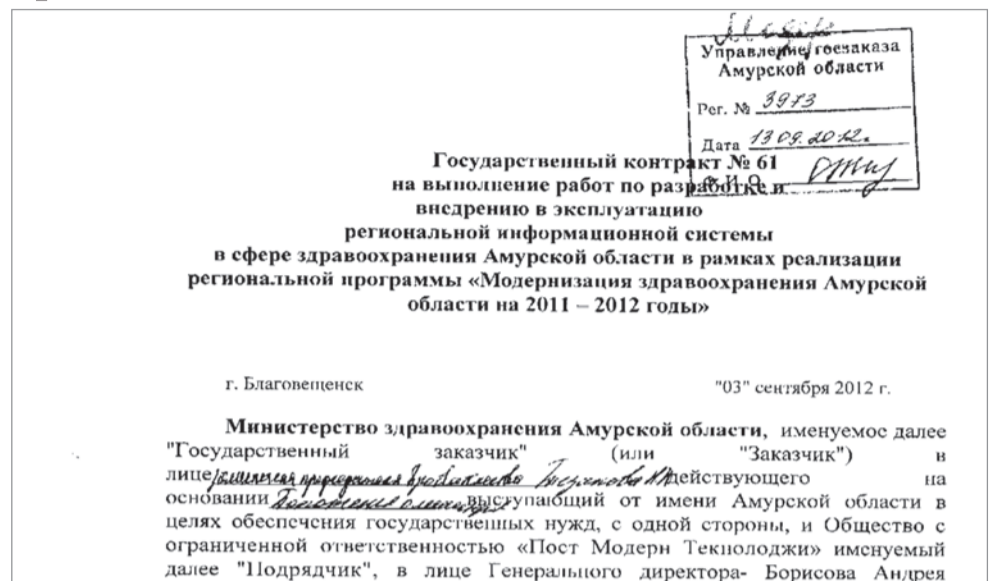 Управление госзаказа
Амурской области
Рег. № 3973
Дата 13 09. 2012г.
Ф.И.О.
Государственный контракт № 61
на выполнение работ по разработке и
внедрению в эксплуатацию
региональной информационной системы
в сфере здравоохранения Амурской области в рамках реализации
региональной программы «Модернизация здравоохранения Амурской
области на 2011 – 2012 годы»
г. Благовещенск "03" сентября 2012 г.
Министерство здравоохранения Амурской области, именуемое далее
"Государственный заказчик" (или "Заказчик") в
лице действующего на
основании выступающий от имени Амурской области в
целях обеспечения государственных нужд, с одной стороны, и Общество с
ограниченной ответственностью «Пост Модерн Текнолоджи» именуемый
далее "Подрядчик", в лице Генерального директора- Борисова Андрея